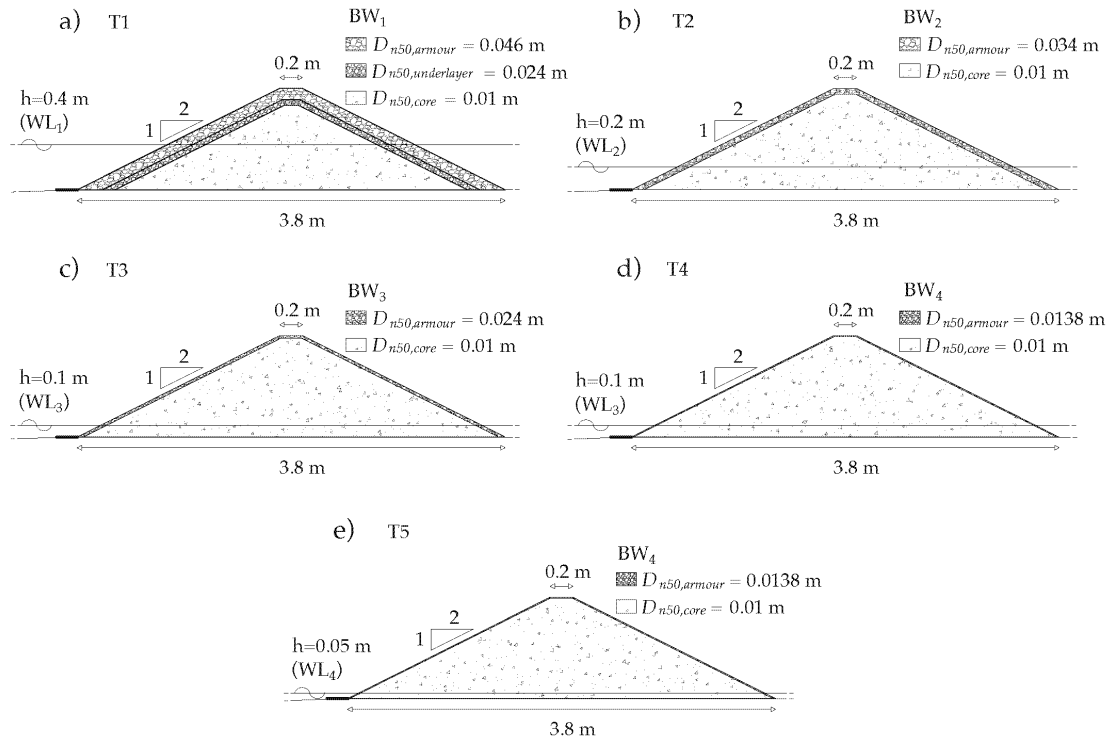 a) T1
BW₁
Dn50,armour = 0.046 m
Dn50,underlayer = 0.024 m
Dn50,core = 0.01 m
0.2 m
h=0.4 m
(WL₁)
2
1
3.8 m
b) T2
BW₂
Dn50,armour = 0.034 m
Dn50,core = 0.01 m
0.2 m
h=0.2 m
(WL₂)
2
1
3.8 m
c) T3
BW₃
Dn50,armour = 0.024 m
Dn50,core = 0.01 m
0.2 m
h=0.1 m
(WL₃)
2
1
3.8 m
d) T4
BW₄
Dn50,armour = 0.0138 m
Dn50,core = 0.01 m
0.2 m
h=0.1 m
(WL₃)
2
1
3.8 m
e) T5
BW₄
Dn50,armour = 0.0138 m
Dn50,core = 0.01 m
0.2 m
h=0.05 m
(WL₄)
2
1
3.8 m